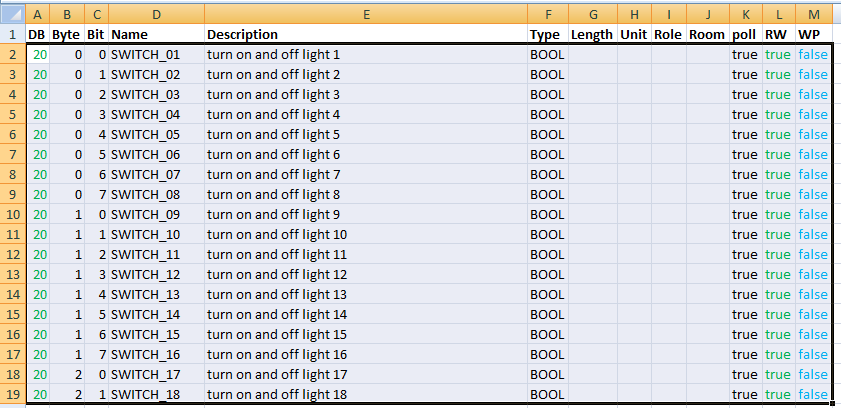 A B C D E F G H I J K L M
1 DB Byte Bit Name Description Type Length Unit Role Room poll RW WP
2 20 0 0 SWITCH_01 turn on and off light 1 BOOL true true false
3 20 0 1 SWITCH_02 turn on and off light 2 BOOL true true false
4 20 0 2 SWITCH_03 turn on and off light 3 BOOL true true false
5 20 0 3 SWITCH_04 turn on and off light 4 BOOL true true false
6 20 0 4 SWITCH_05 turn on and off light 5 BOOL true true false
7 20 0 5 SWITCH_06 turn on and off light 6 BOOL true true false
8 20 0 6 SWITCH_07 turn on and off light 7 BOOL true true false
9 20 0 7 SWITCH_08 turn on and off light 8 BOOL true true false
10 20 1 0 SWITCH_09 turn on and off light 9 BOOL true true false
11 20 1 1 SWITCH_10 turn on and off light 10 BOOL true true false
12 20 1 2 SWITCH_11 turn on and off light 11 BOOL true true false
13 20 1 3 SWITCH_12 turn on and off light 12 BOOL true true false
14 20 1 4 SWITCH_13 turn on and off light 13 BOOL true true false
15 20 1 5 SWITCH_14 turn on and off light 14 BOOL true true false
16 20 1 6 SWITCH_15 turn on and off light 15 BOOL true true false
17 20 1 7 SWITCH_16 turn on and off light 16 BOOL true true false
18 20 2 0 SWITCH_17 turn on and off light 17 BOOL true true false
19 20 2 1 SWITCH_18 turn on and off light 18 BOOL true true false